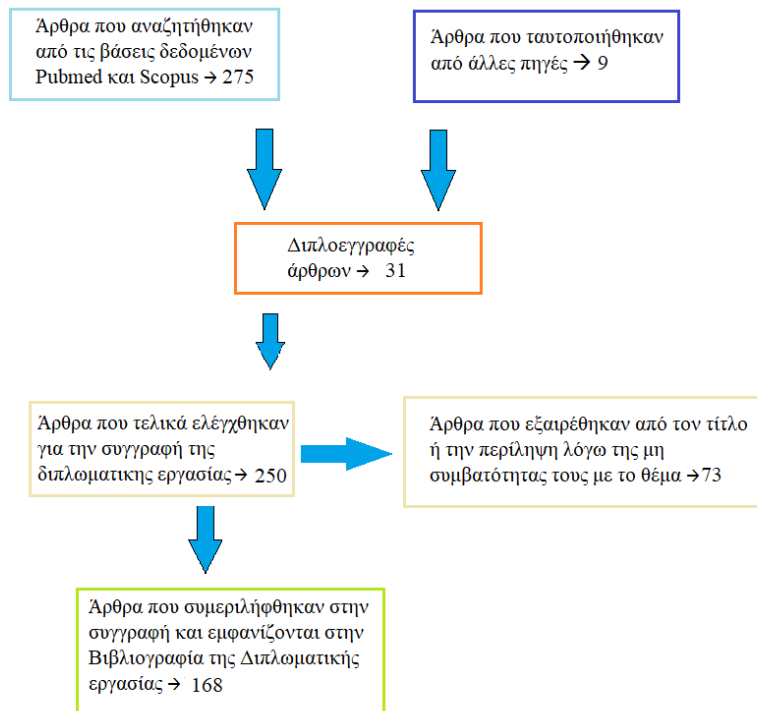 Άρθρα που αναζητήθηκαν
από τις βάσεις δεδομένων
Pubmed και Scopus → 275
Άρθρα που ταυτοποιήθηκαν
από άλλες πηγές → 9
Διπλοεγγραφές
άρθρων → 31
Άρθρα που τελικά ελέγχθηκαν
για την συγγραφή της
διπλωματικης εργασίας → 250
Άρθρα που εξαιρέθηκαν από τον τίτλο
ή την περίληψη λόγω της μη
συμβατότητας τους με το θέμα →73
Άρθρα που συμεριλήφθηκαν στην
συγγραφή και εμφανίζονται στην
Βιβλιογραφία της Διπλωματικής
εργασίας → 168